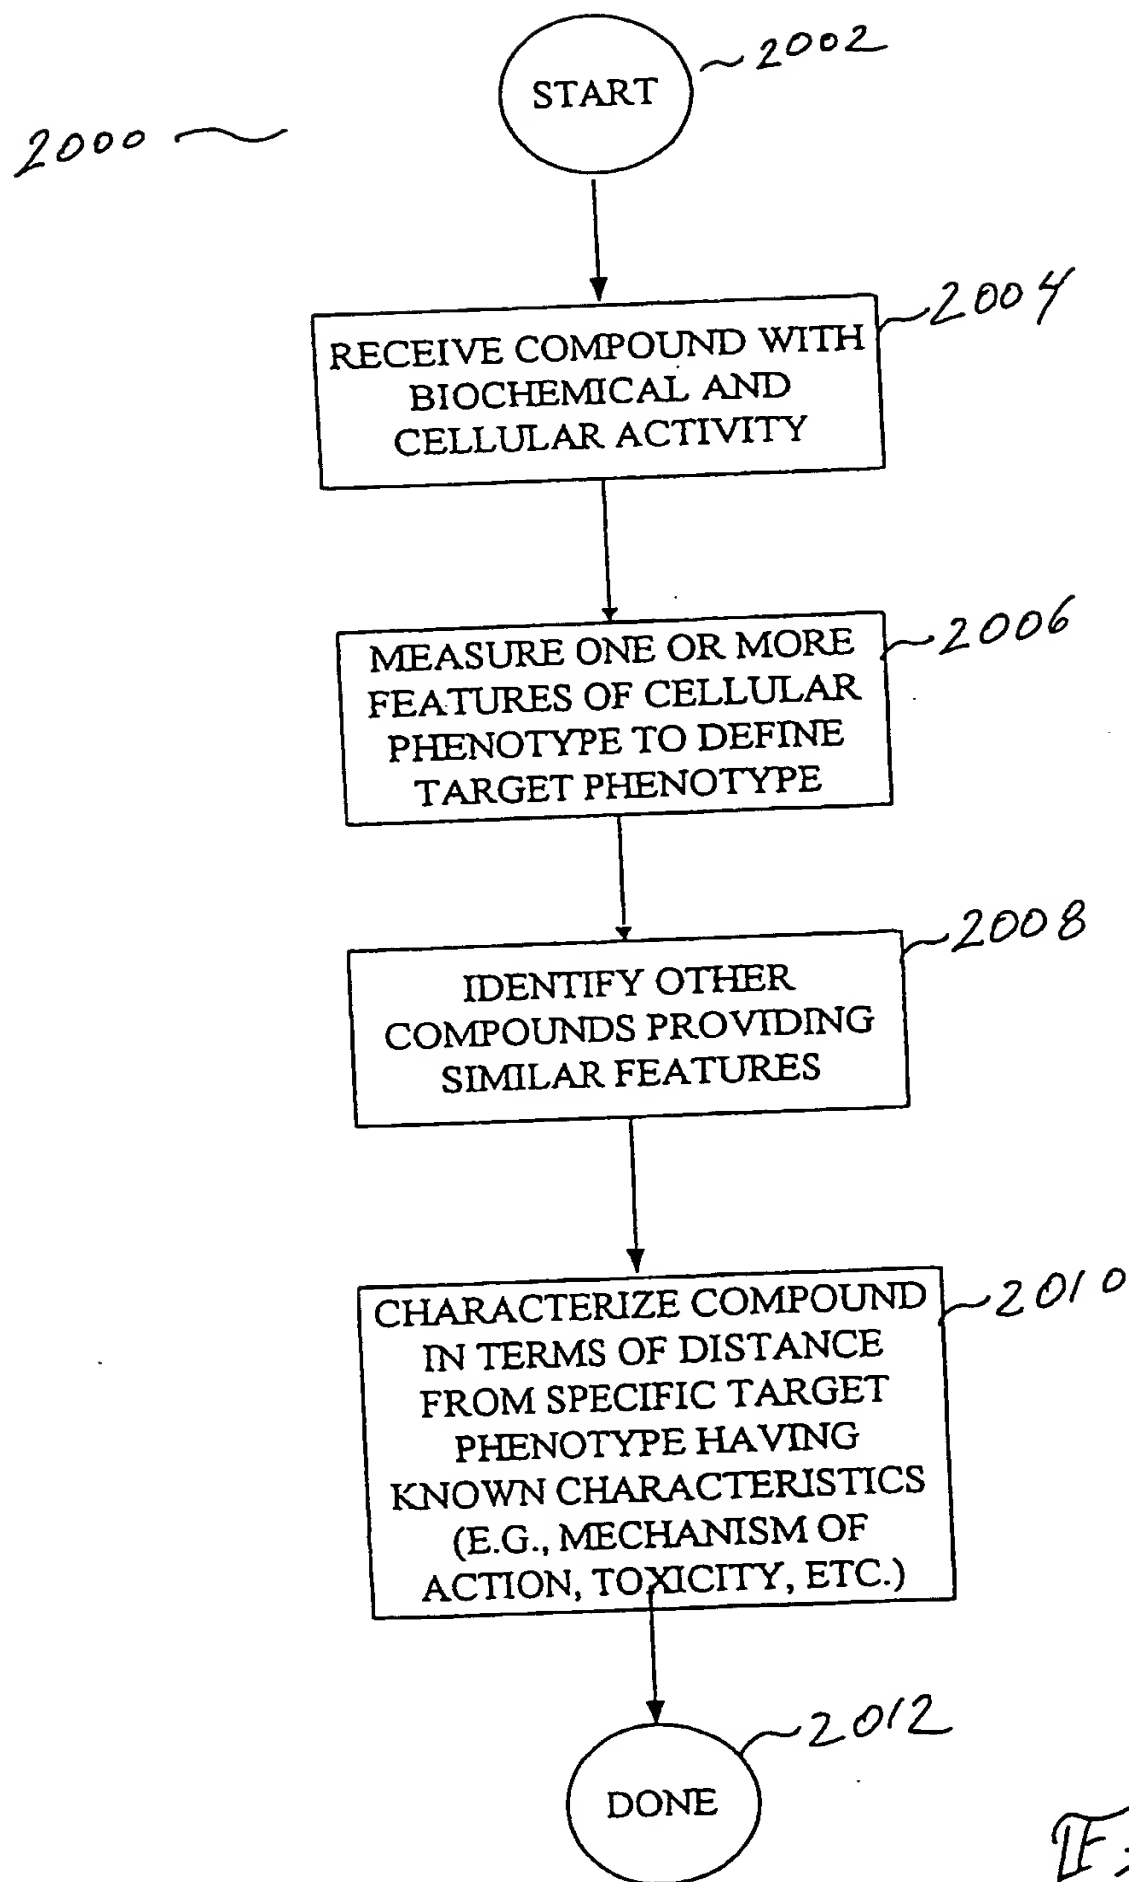 START
2002
2000
2004
RECEIVE COMPOUND WITH
BIOCHEMICAL AND
CELLULAR ACTIVITY
2006
MEASURE ONE OR MORE
FEATURES OF CELLULAR
PHENOTYPE TO DEFINE
TARGET PHENOTYPE
2008
IDENTIFY OTHER
COMPOUNDS PROVIDING
SIMILAR FEATURES
2010
CHARACTERIZE COMPOUND
IN TERMS OF DISTANCE
FROM SPECIFIC TARGET
PHENOTYPE HAVING
KNOWN CHARACTERISTICS
(E.G., MECHANISM OF
ACTION, TOXICITY, ETC.)
2012
DONE